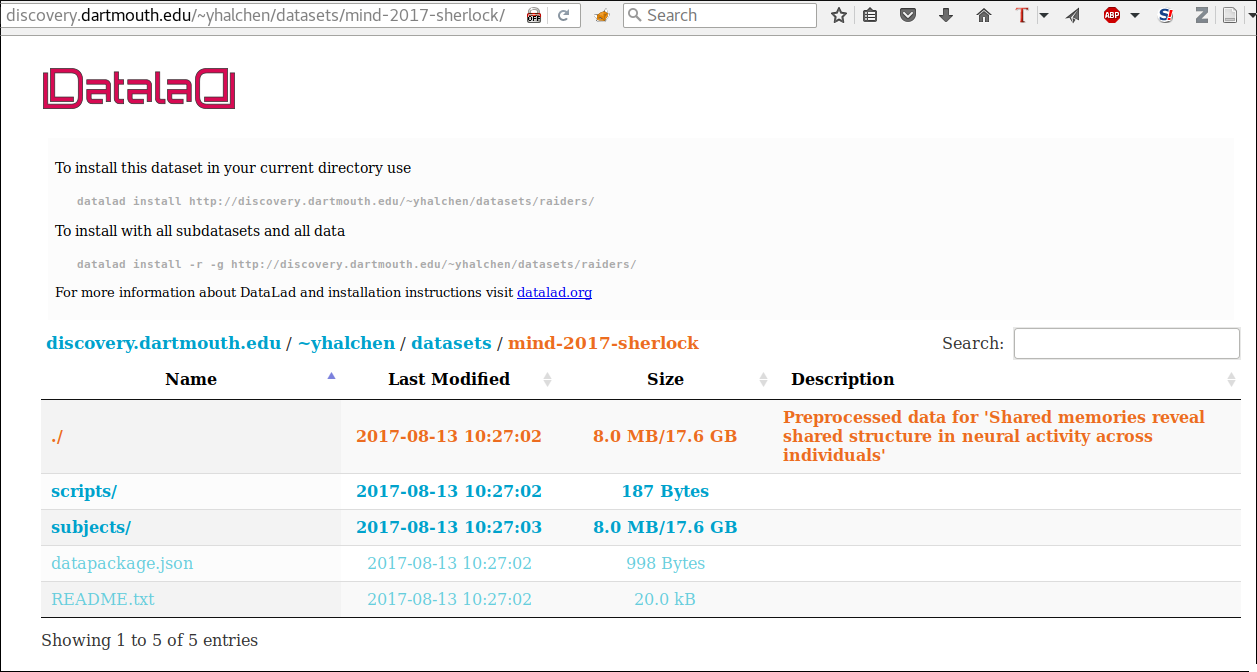 discovery.dartmouth.edu/~yhalchen/datasets/mind-2017-sherlock/ OFF Search T ABP S! Z
Datalad
To install this dataset in your current directory use
datalad install http://discovery.dartmouth.edu/~yhalchen/datasets/raiders/
To install with all subdatasets and all data
datalad install -r -g http://discovery.dartmouth.edu/~yhalchen/datasets/raiders/
For more information about DataLad and installation instructions visit datalad.org
discovery.dartmouth.edu / ~yhalchen / datasets / mind-2017-sherlock Search:
Name Last Modified Size Description
./ 2017-08-13 10:27:02 8.0 MB/17.6 GB Preprocessed data for 'Shared memories reveal
shared structure in neural activity across
individuals'
scripts/ 2017-08-13 10:27:02 187 Bytes
subjects/ 2017-08-13 10:27:03 8.0 MB/17.6 GB
datapackage.json 2017-08-13 10:27:02 998 Bytes
README.txt 2017-08-13 10:27:02 20.0 kB
Showing 1 to 5 of 5 entries